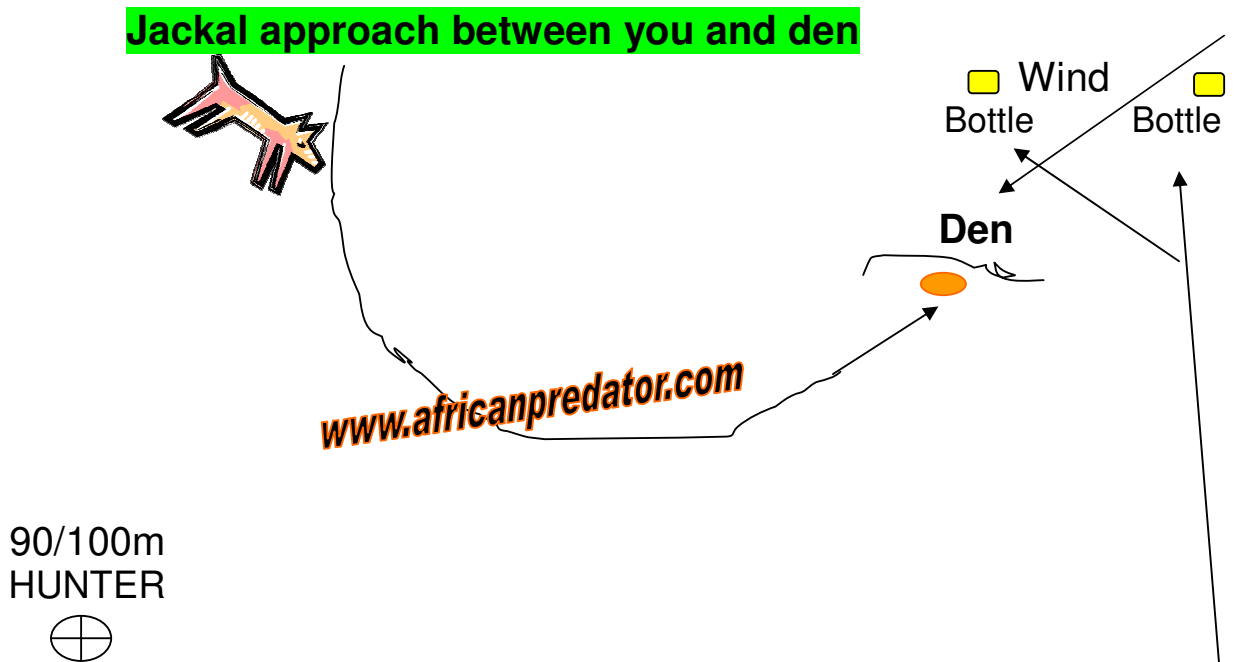 Jackal approach between you and den
Wind
Bottle
Bottle
Den
www.africanpredator.com
90/100m
HUNTER